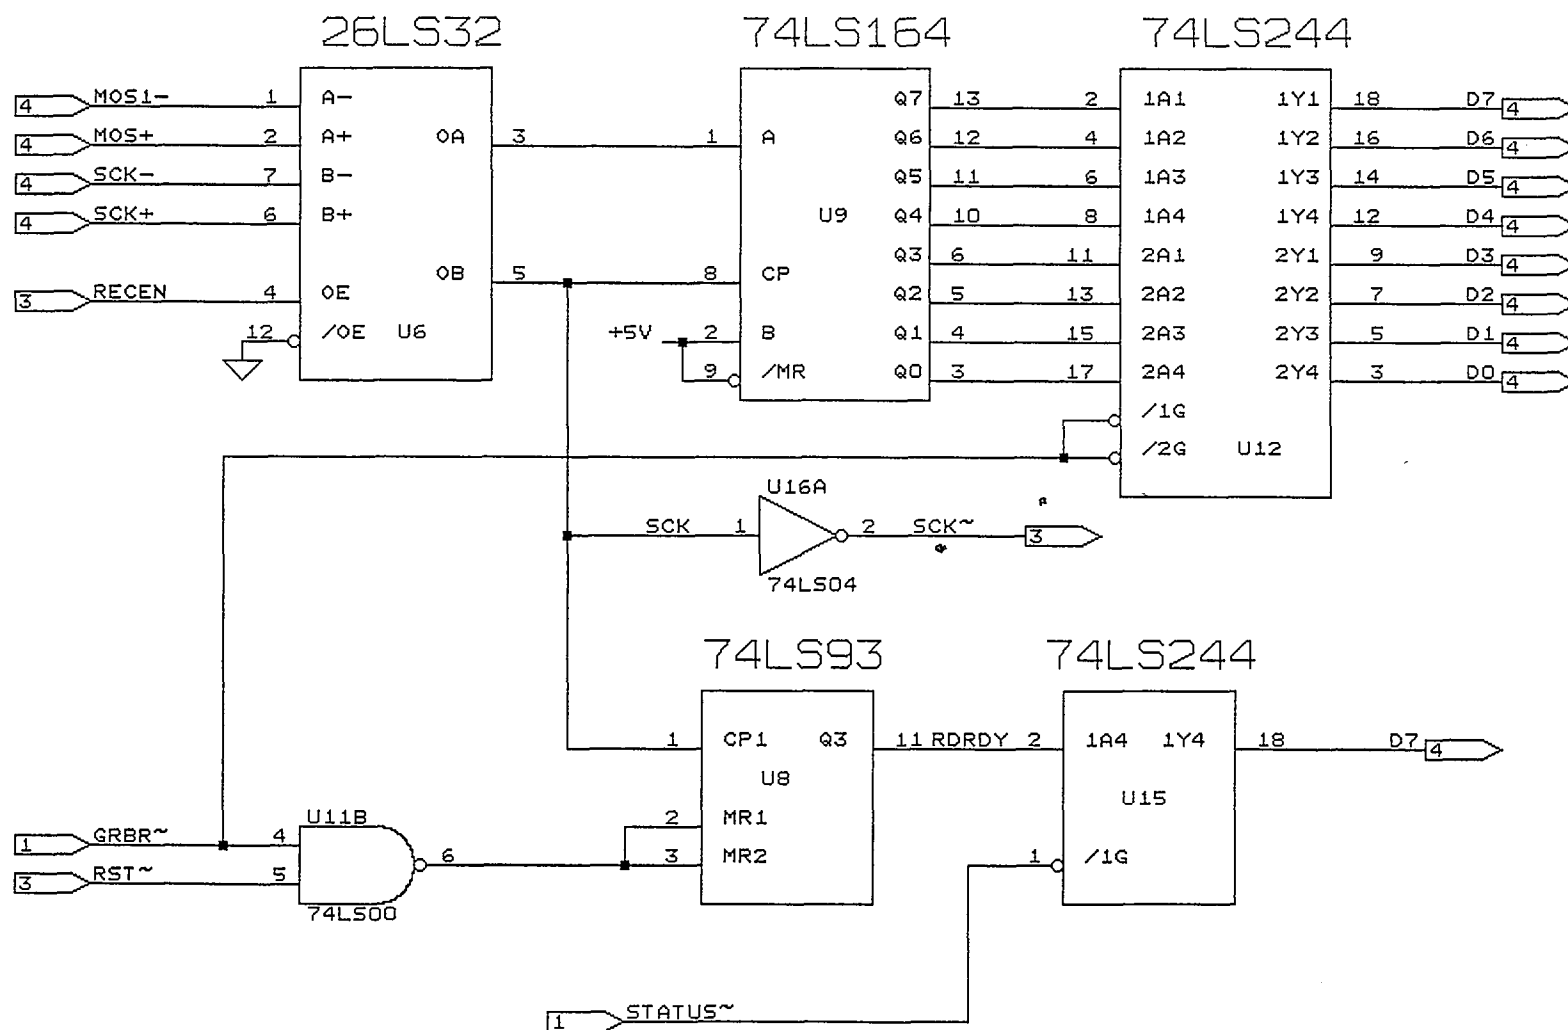 26LS32 74LS164 74LS244
4 MOS1- 1 A- Q7 13 2 1A1 1Y1 18 D7 4
4 MOS+ 2 A+ OA 3 1 A Q6 12 4 1A2 1Y2 16 D6 4
4 SCK- 7 B- Q5 11 6 1A3 1Y3 14 D5 4
4 SCK+ 6 B+ U9 Q4 10 8 1A4 1Y4 12 D4 4
OB 5 8 CP Q3 6 11 2A1 2Y1 9 D3 4
3 RECEN 4 OE Q2 5 13 2A2 2Y2 7 D2 4
12 /OE U6 +5V 2 B Q1 4 15 2A3 2Y3 5 D1 4
9 /MR Q0 3 17 2A4 2Y4 3 D0 4
/1G
/2G U12
U16A
SCK 1 2 SCK~ 3
74LS04
74LS93 74LS244
1 CP1 Q3 11 RDRDY 2 1A4 1Y4 18 D7 4
U8 U15
U11B 2 MR1
1 GRBR~ 4
6 3 MR2 1 /1G
3 RST~ 5
74LS00
1 STATUS~